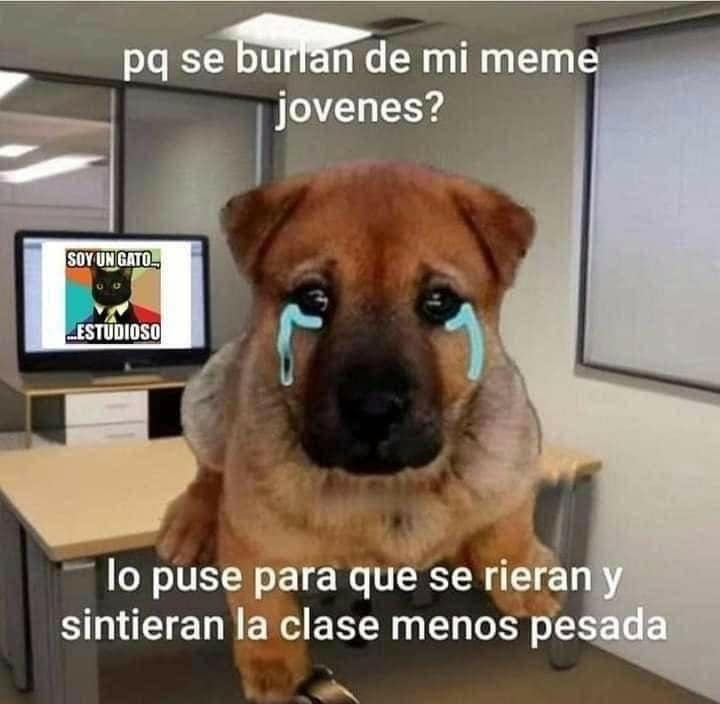 pq se burlan de mi meme
jovenes?
SOY UN GATO...
...ESTUDIOSO
lo puse para que se rieran y
sintieran la clase menos pesada